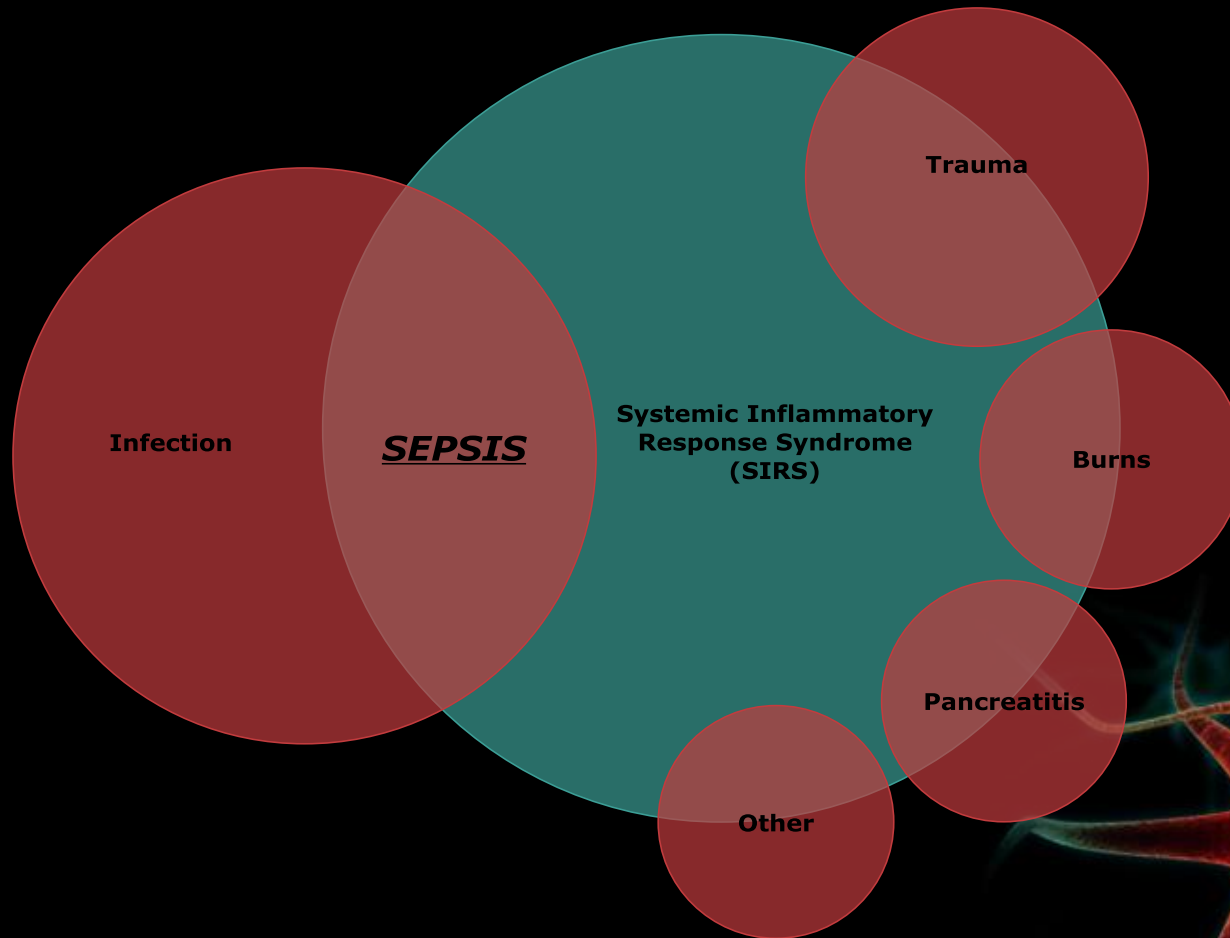 Trauma
Infection
SEPSIS
Systemic Inflammatory
Response Syndrome
(SIRS)
Burns
Pancreatitis
Other